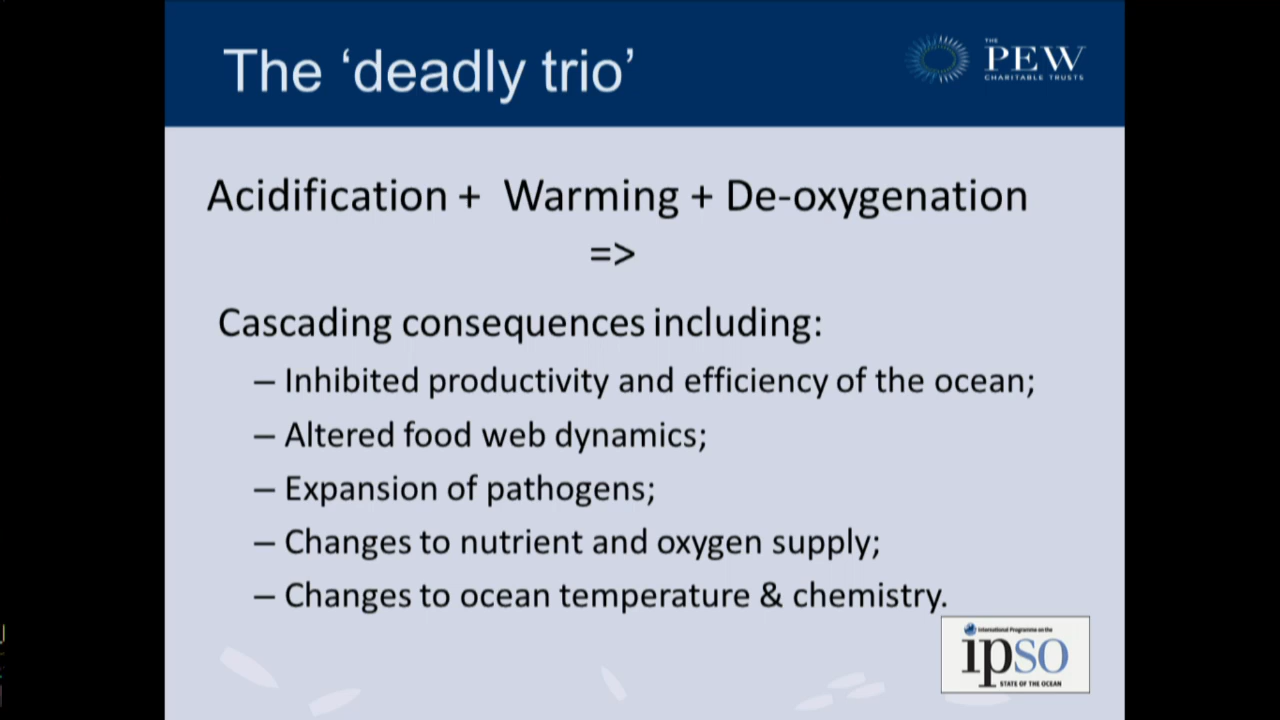 The ‘deadly trio’
THE
PEW
CHARITABLE TRUSTS
Acidification + Warming + De-oxygenation
=>
Cascading consequences including:
– Inhibited productivity and efficiency of the ocean;
– Altered food web dynamics;
– Expansion of pathogens;
– Changes to nutrient and oxygen supply;
– Changes to ocean temperature & chemistry.
International Programme on the
ipso
STATE OF THE OCEAN